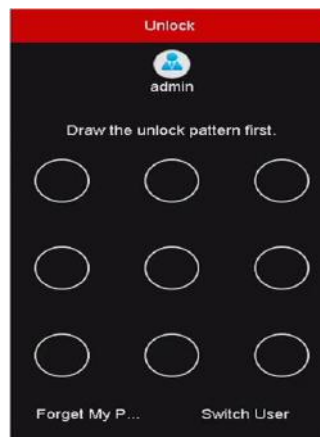 Unlock
admin
Draw the unlock pattern first.
Forget My P... Switch User